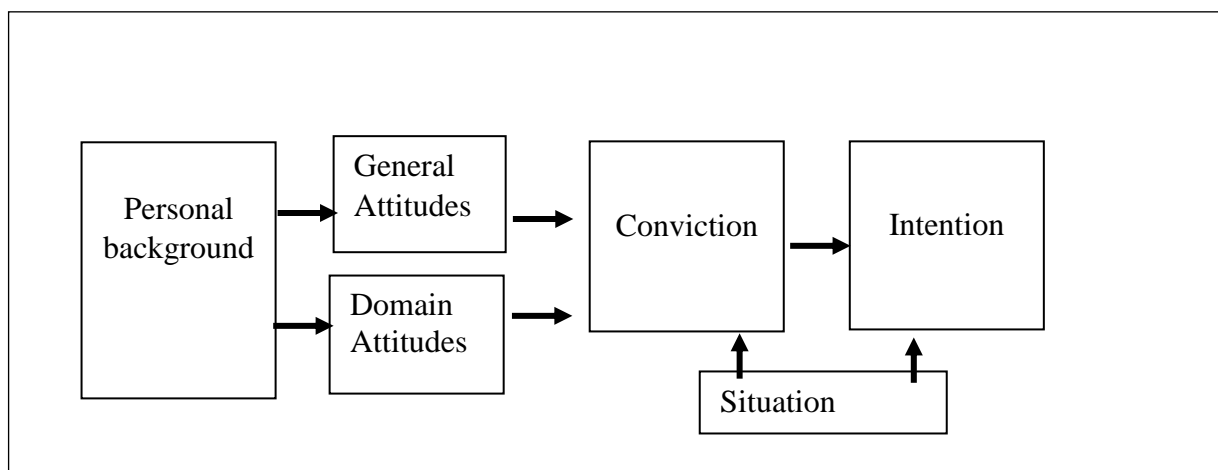 Personal
background
General
Attitudes
Domain
Attitudes
Conviction
Intention
Situation